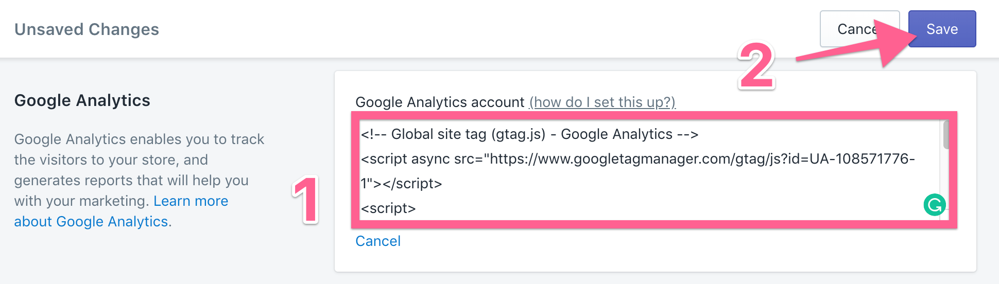 Unsaved Changes
Cancel
Save
2
Google Analytics
Google Analytics enables you to track
the visitors to your store, and
generates reports that will help you
with your marketing. Learn more
about Google Analytics.
1
Google Analytics account (how do I set this up?)
<!-- Global site tag (gtag.js) - Google Analytics -->
<script async src="https://www.googletagmanager.com/gtag/js?id=UA-108571776-
1"></script>
<script>
Cancel